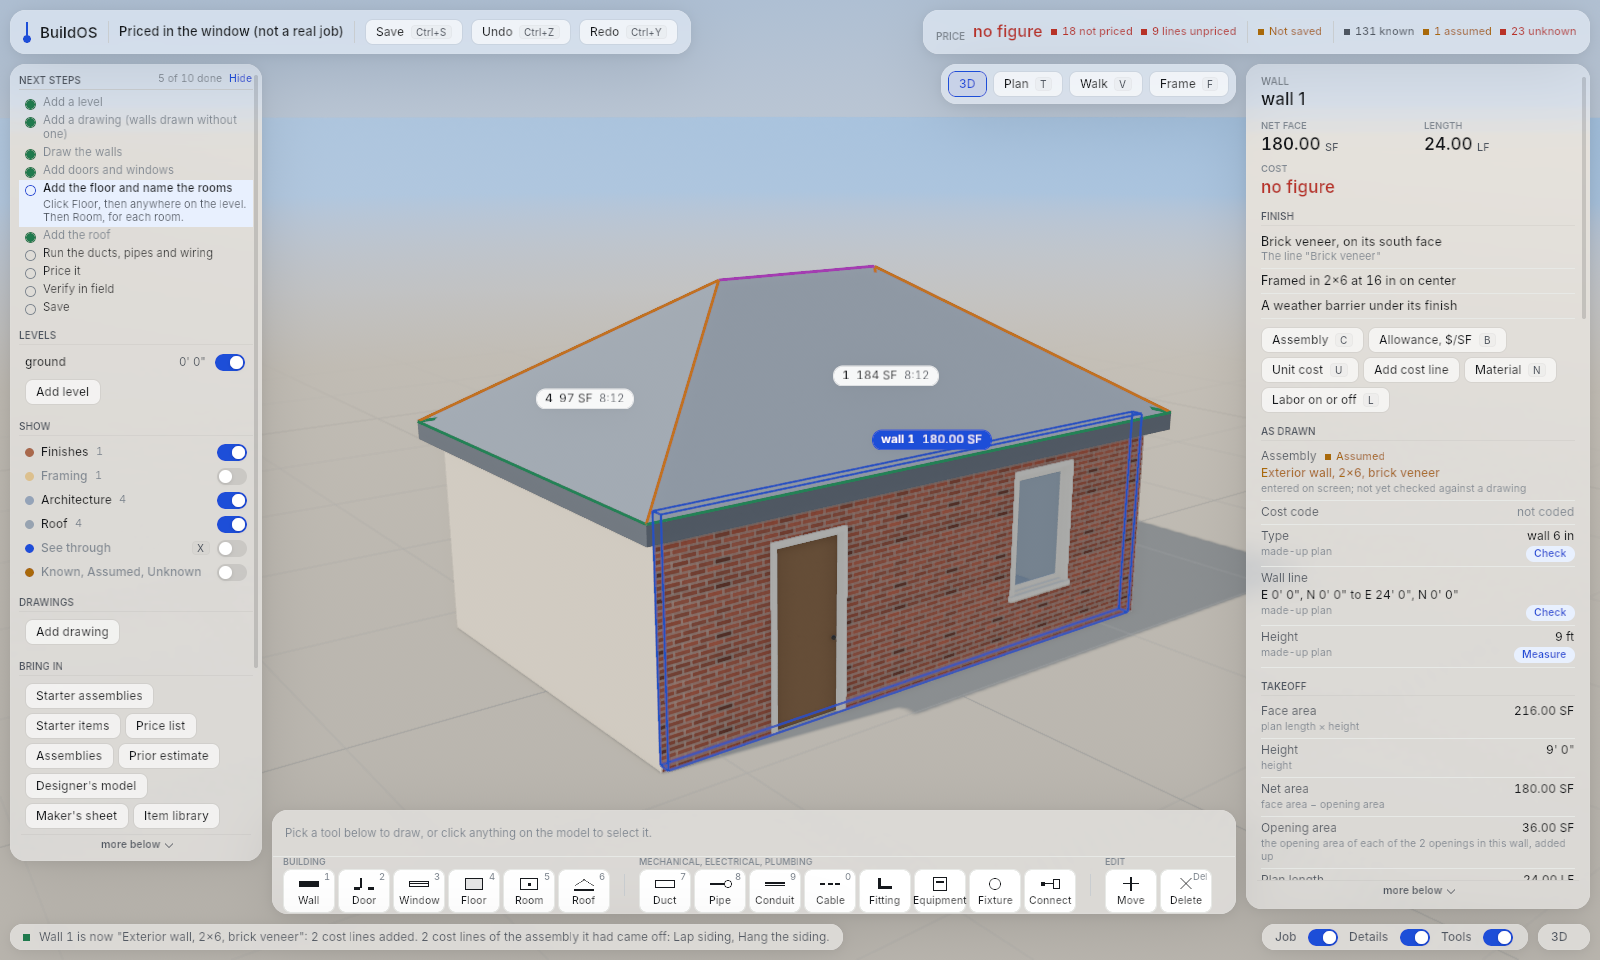 BuildOS
Priced in the window (not a real job)
Save Ctrl+S
Undo Ctrl+Z
Redo Ctrl+Y
PRICE no figure
18 not priced
9 lines unpriced
Not saved
131 known
1 assumed
23 unknown
3D
Plan T
Walk V
Frame F
NEXT STEPS
5 of 10 done Hide
Add a level
Add a drawing (walls drawn without
one)
Draw the walls
Add doors and windows
Add the floor and name the rooms
Click Floor, then anywhere on the level.
Then Room, for each room.
Add the roof
Run the ducts, pipes and wiring
Price it
Verify in field
Save
LEVELS
ground 0' 0"
Add level
SHOW
Finishes 1
Framing 1
Architecture 4
Roof 4
See through X
Known, Assumed, Unknown
DRAWINGS
Add drawing
BRING IN
Starter assemblies
Starter items
Price list
Assemblies
Prior estimate
Designer's model
Maker's sheet
Item library
more below
4 97 SF 8:12
1 184 SF 8:12
wall 1 180.00 SF
Pick a tool below to draw, or click anything on the model to select it.
BUILDING
Wall 1
Door 2
Window 3
Floor 4
Room 5
Roof 6
MECHANICAL, ELECTRICAL, PLUMBING
Duct 7
Pipe 8
Conduit 9
Cable 0
Fitting
Equipment
Fixture
Connect
EDIT
Move
Delete Del
WALL
wall 1
NET FACE
180.00 SF
LENGTH
24.00 LF
COST
no figure
FINISH
Brick veneer, on its south face
The line "Brick veneer"
Framed in 2×6 at 16 in on center
A weather barrier under its finish
Assembly C
Allowance, $/SF B
Unit cost U
Add cost line
Material N
Labor on or off L
AS DRAWN
Assembly Assumed
Exterior wall, 2×6, brick veneer
entered on screen; not yet checked against a drawing
Cost code not coded
Type wall 6 in
made-up plan Check
Wall line
E 0' 0", N 0' 0" to E 24' 0", N 0' 0"
made-up plan Check
Height 9 ft
made-up plan Measure
TAKEOFF
Face area 216.00 SF
plan length × height
Height 9' 0"
height
Net area 180.00 SF
face area − opening area
Opening area 36.00 SF
the opening area of each of the 2 openings in this wall, added
up
Plan length 24.00 LF
more below
Wall 1 is now "Exterior wall, 2×6, brick veneer": 2 cost lines added. 2 cost lines of the assembly it had came off: Lap siding, Hang the siding.
Job
Details
Tools
3D